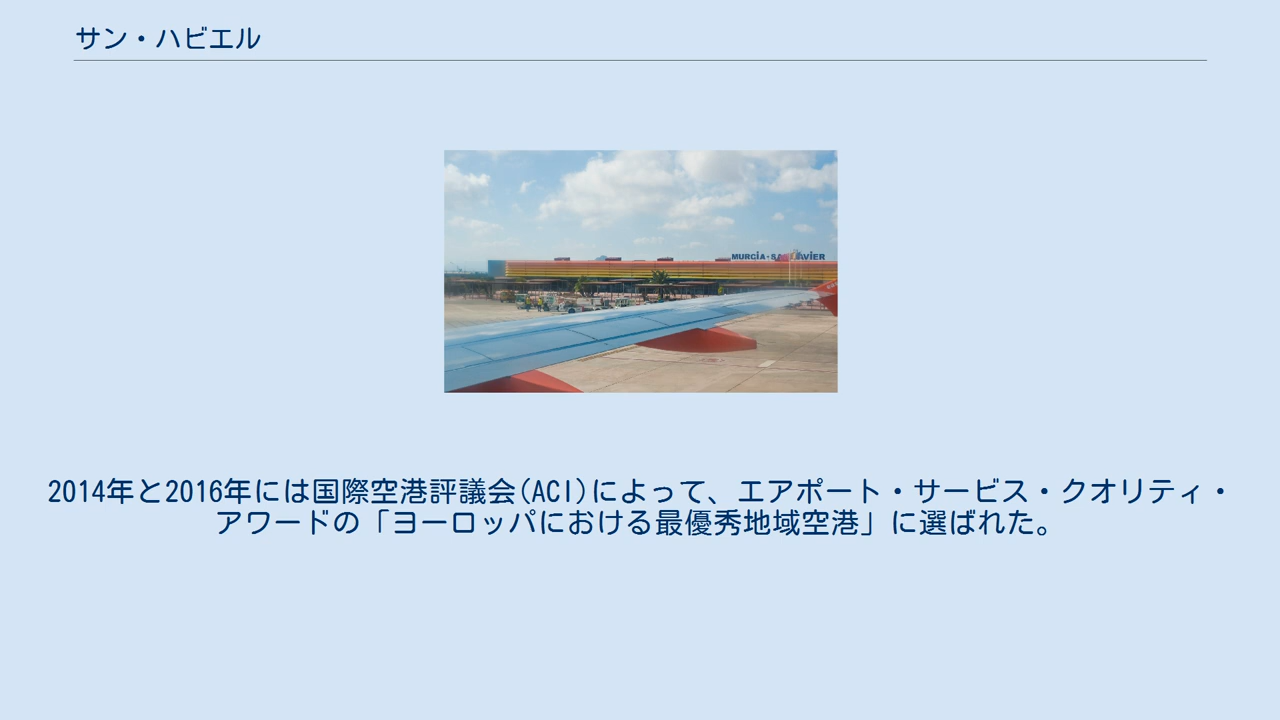 サン・ハビエル
MURCIA-SAN JAVIER
2014年と2016年には国際空港評議会(ACI)によって、エアポート・サービス・クオリティ・
アワードの「ヨーロッパにおける最優秀地域空港」に選ばれた。